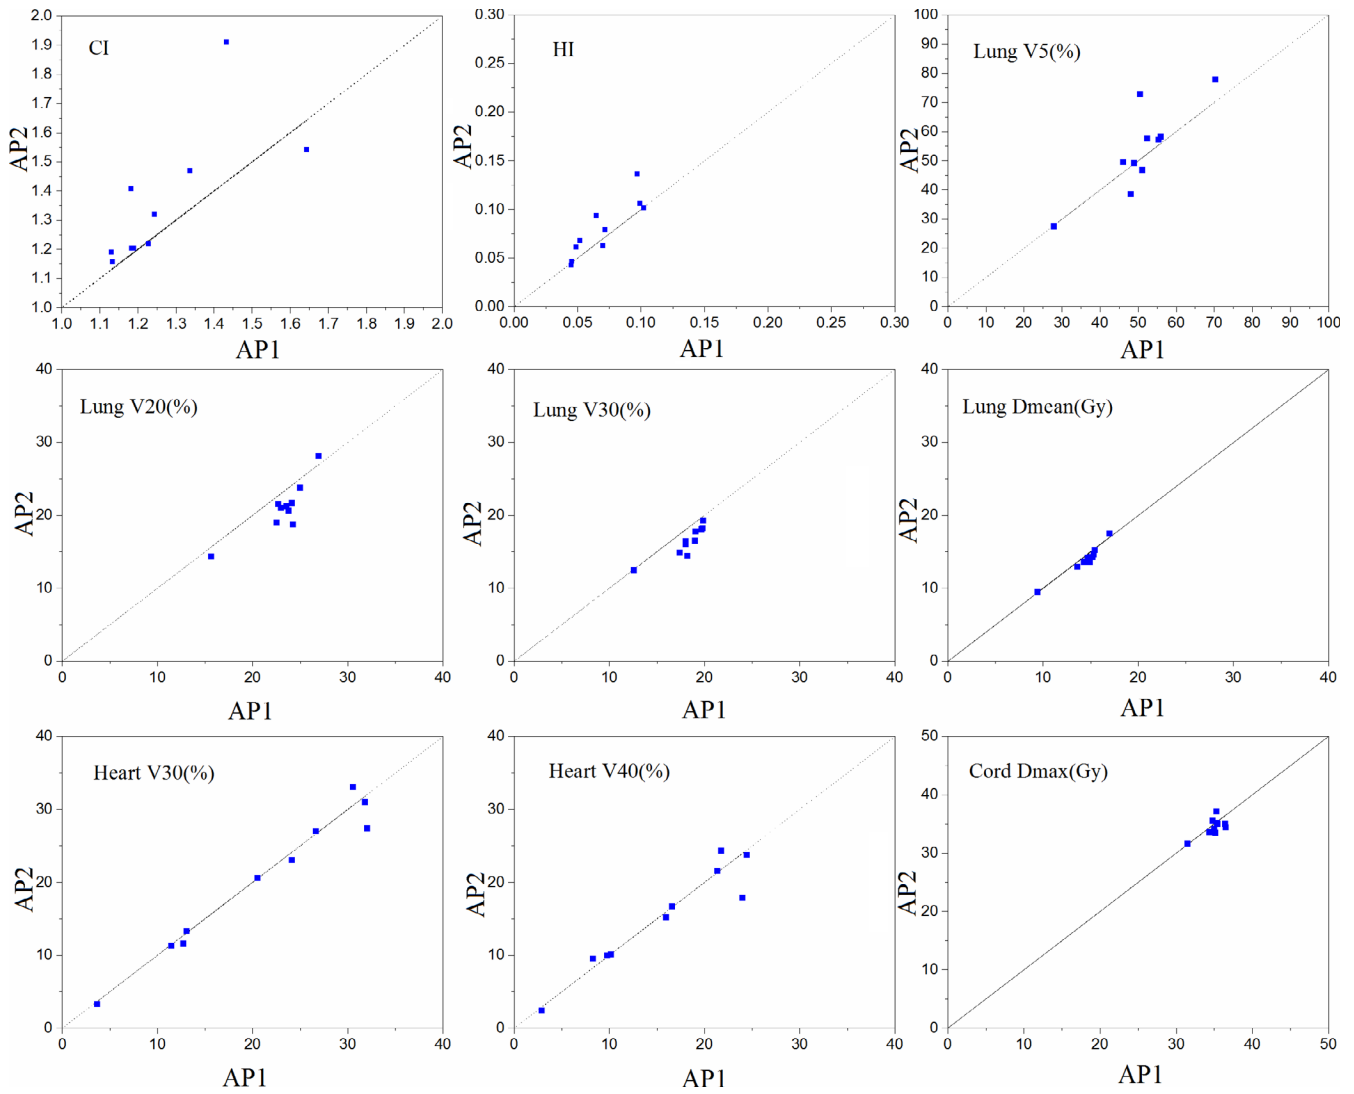 CI
2.0
1.9
1.8
1.7
1.6
1.5
1.4
1.3
1.2
1.1
1.0
AP2
1.0 1.1 1.2 1.3 1.4 1.5 1.6 1.7 1.8 1.9 2.0
AP1
HI
0.30
0.25
0.20
0.15
0.10
0.05
0.00
AP2
0.00 0.05 0.10 0.15 0.20 0.25 0.30
AP1
Lung V5(%)
100
90
80
70
60
50
40
30
20
10
0
AP2
0 10 20 30 40 50 60 70 80 90 100
AP1
Lung V20(%)
40
30
20
10
0
AP2
0 10 20 30 40
AP1
Lung V30(%)
40
30
20
10
0
AP2
0 10 20 30 40
AP1
Lung Dmean(Gy)
40
30
20
10
0
AP2
0 10 20 30 40
AP1
Heart V30(%)
40
30
20
10
0
AP2
0 10 20 30 40
AP1
Heart V40(%)
40
30
20
10
0
AP2
0 10 20 30 40
AP1
Cord Dmax(Gy)
50
40
30
20
10
0
AP2
0 10 20 30 40 50
AP1